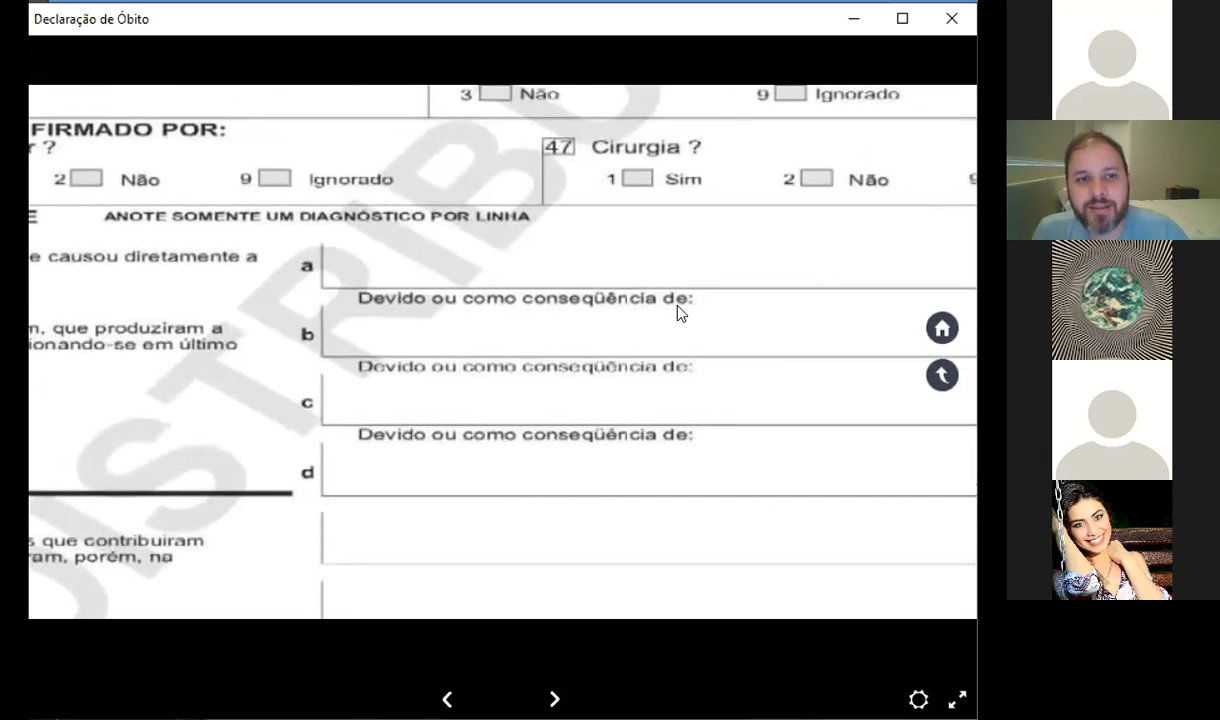 Declaração de Óbito
3 Não 9 Ignorado
FIRMADO POR:
r ?
47 Cirurgia ?
2 Não 9 Ignorado
1 Sim 2 Não 9
E ANOTE SOMENTE UM DIAGNÓSTICO POR LINHA
e causou diretamente a
a
Devido ou como conseqüência de:
m, que produziram a
ionando-se em último
b
Devido ou como conseqüência de:
c
Devido ou como conseqüência de:
d
s que contribuiram
ram, porém, na
USTRIBU